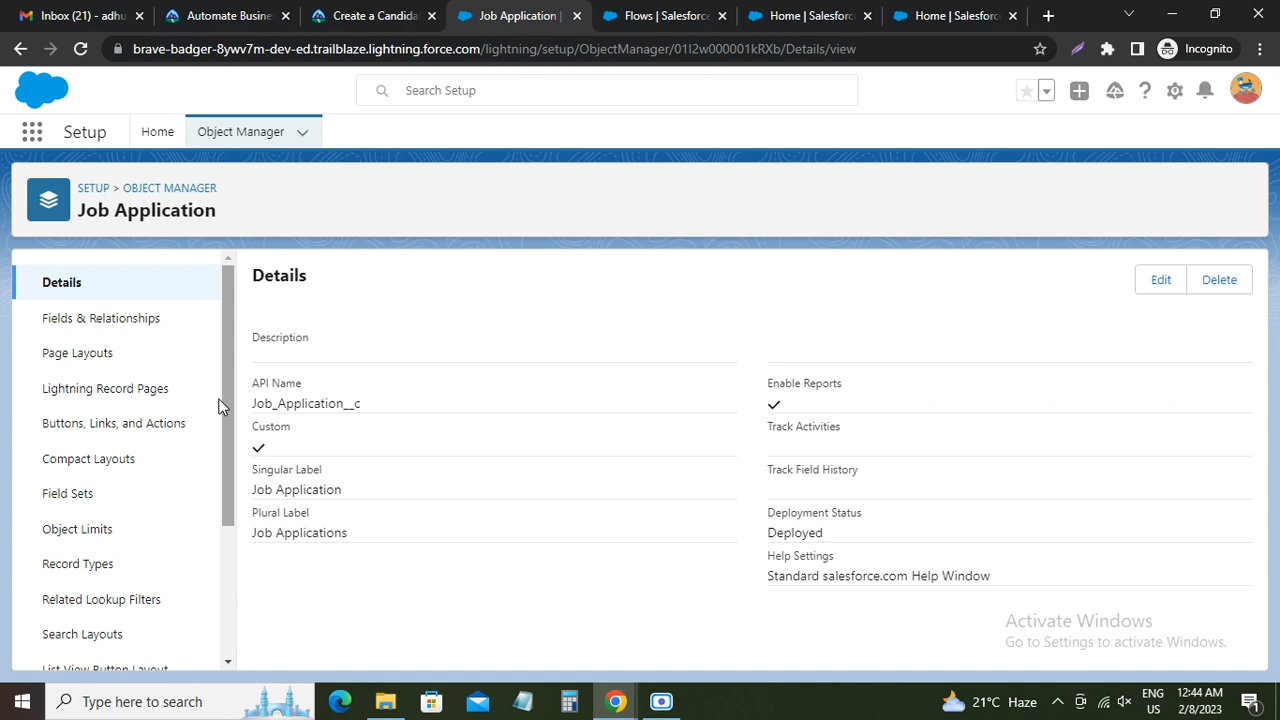 Inbox (21) - adhu
Automate Busine
Create a Candida
Job Application |
Flows | Salesforce
Home | Salesforc
Home | Salesforc
brave-badger-8ywv7m-dev-ed.trailblaze.lightning.force.com/lightning/setup/ObjectManager/01I2w000001kRXb/Details/view
Incognito
Search Setup
Setup
Home
Object Manager
SETUP > OBJECT MANAGER
Job Application
Details
Fields & Relationships
Page Layouts
Lightning Record Pages
Buttons, Links, and Actions
Compact Layouts
Field Sets
Object Limits
Record Types
Related Lookup Filters
Search Layouts
List View Button Layout
Details
Edit
Delete
Description
API Name
Job_Application__c
Custom
Singular Label
Job Application
Plural Label
Job Applications
Enable Reports
Track Activities
Track Field History
Deployment Status
Deployed
Help Settings
Standard salesforce.com Help Window
Activate Windows
Go to Settings to activate Windows.
Type here to search
21°C Haze
ENG
US
12:44 AM
2/8/2023
1